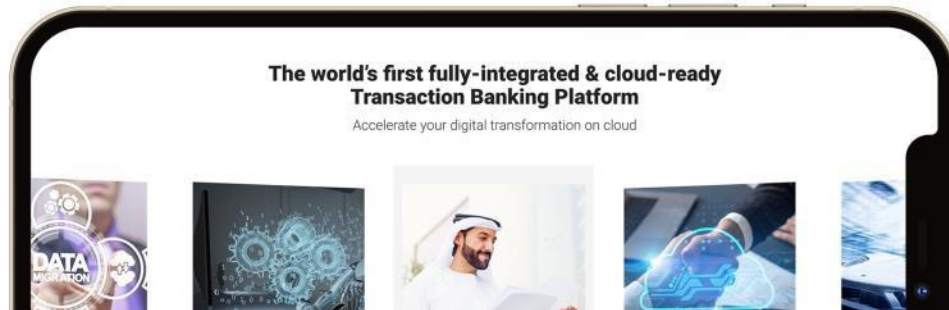 The world's first fully-integrated & cloud-ready
Transaction Banking Platform
Accelerate your digital transformation on cloud
DATA
MIGRATION